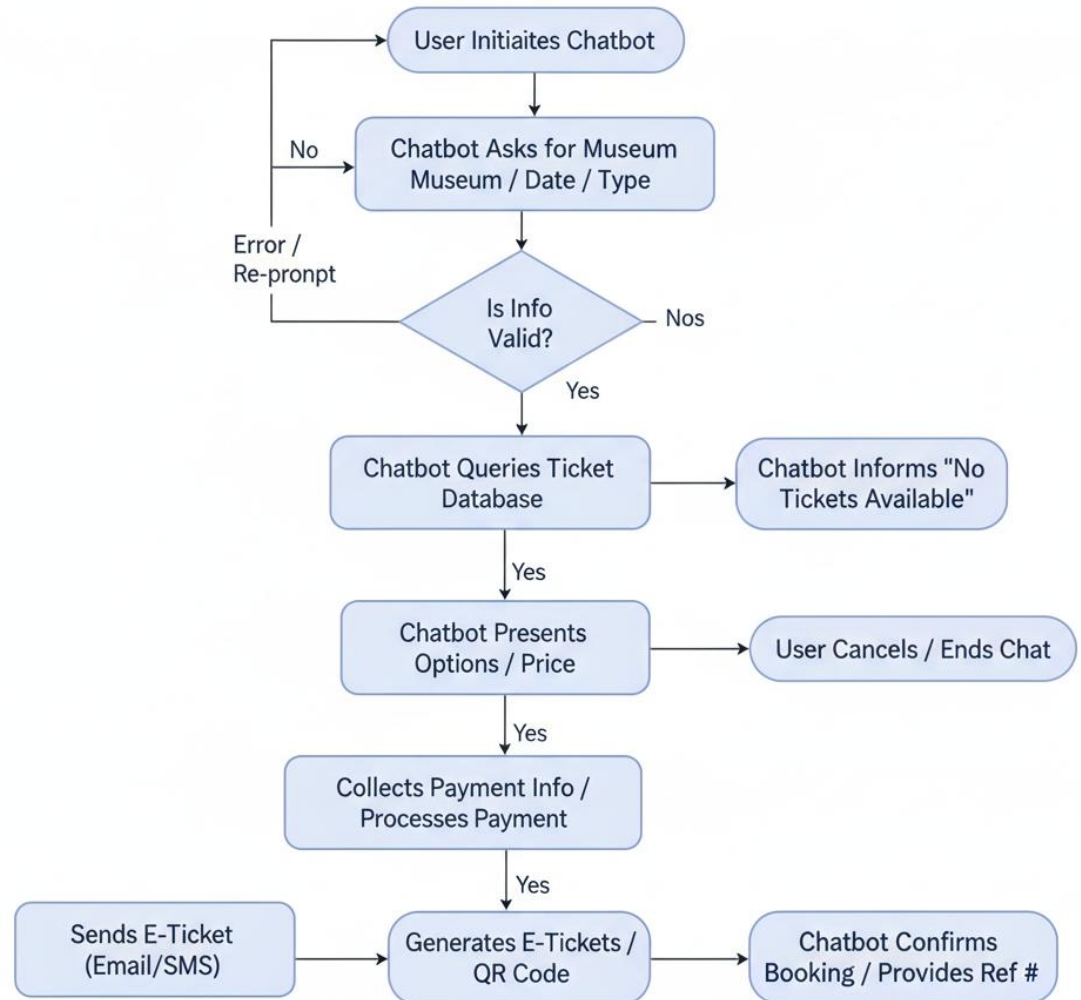 User Initiaites Chatbot
No
Chatbot Asks for Museum
Museum / Date / Type
Error /
Re-pronpt
Is Info
Valid?
Nos
Yes
Chatbot Queries Ticket
Database
Chatbot Informs "No
Tickets Available"
Yes
Chatbot Presents
Options / Price
User Cancels / Ends Chat
Yes
Collects Payment Info /
Processes Payment
Yes
Sends E-Ticket
(Email/SMS)
Generates E-Tickets /
QR Code
Chatbot Confirms
Booking / Provides Ref #